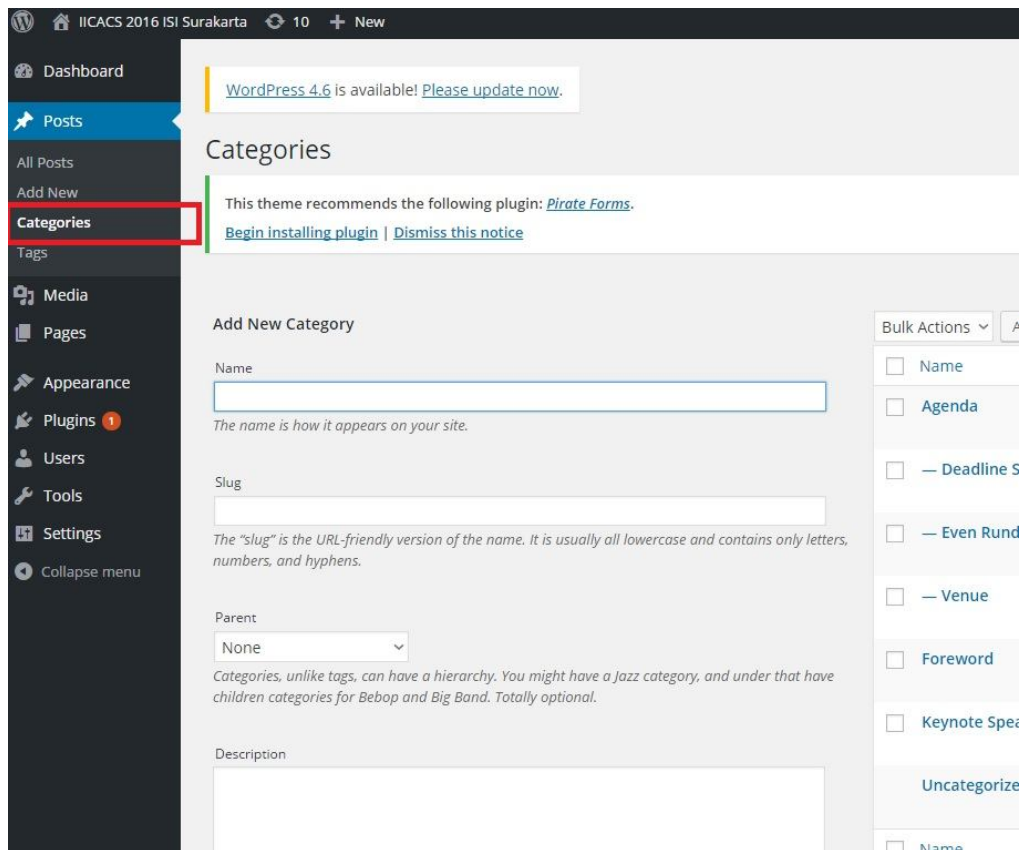 IICACS 2016 ISI Surakarta 10 + New
Dashboard
Posts
All Posts
Add New
Categories
Tags
Media
Pages
Appearance
Plugins 1
Users
Tools
Settings
Collapse menu
WordPress 4.6 is available! Please update now.
Categories
This theme recommends the following plugin: Pirate Forms.
Begin installing plugin | Dismiss this notice
Add New Category
Name
The name is how it appears on your site.
Slug
The “slug” is the URL-friendly version of the name. It is usually all lowercase and contains only letters,
numbers, and hyphens.
Parent
None
Categories, unlike tags, can have a hierarchy. You might have a Jazz category, and under that have
children categories for Bebop and Big Band. Totally optional.
Description
Bulk Actions A
Name
Agenda
— Deadline S
— Even Rund
— Venue
Foreword
Keynote Spea
Uncategorize
Name